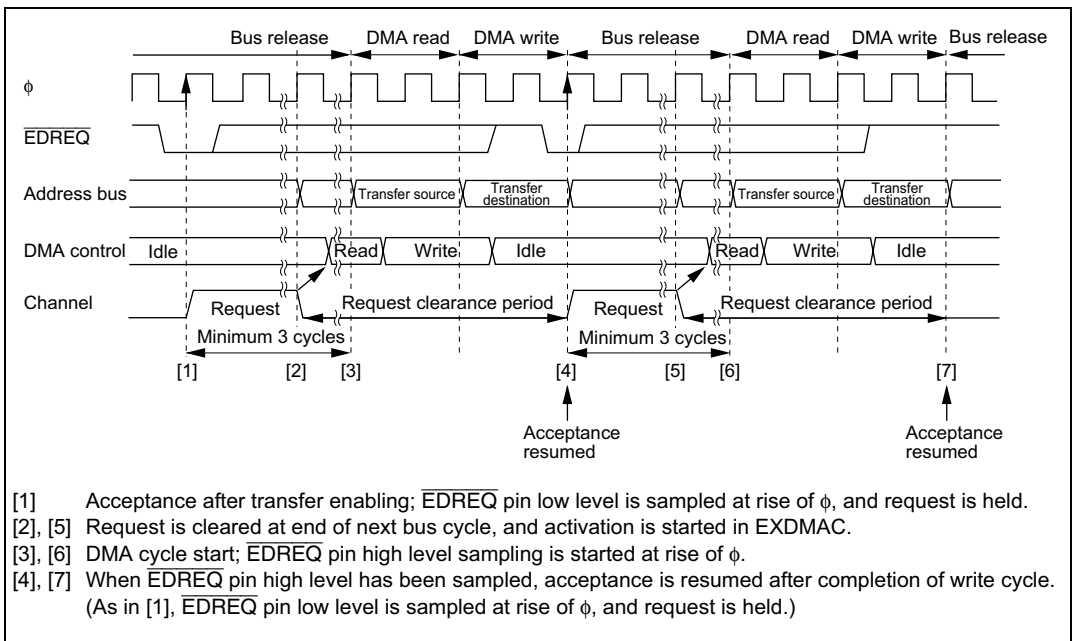 Bus release DMA read DMA write Bus release DMA read DMA write Bus release
ϕ
EDREQ
Address bus Transfer source Transfer destination Transfer source Transfer destination
DMA control Idle Read Write Idle Read Write Idle
Channel Request Request clearance period Request Request clearance period
Minimum 3 cycles Minimum 3 cycles
[1] [2] [3] [4] [5] [6] [7]
Acceptance resumed Acceptance resumed
[1] Acceptance after transfer enabling; EDREQ pin low level is sampled at rise of ϕ, and request is held.
[2], [5] Request is cleared at end of next bus cycle, and activation is started in EXDMAC.
[3], [6] DMA cycle start; EDREQ pin high level sampling is started at rise of ϕ.
[4], [7] When EDREQ pin high level has been sampled, acceptance is resumed after completion of write cycle.
(As in [1], EDREQ pin low level is sampled at rise of ϕ, and request is held.)